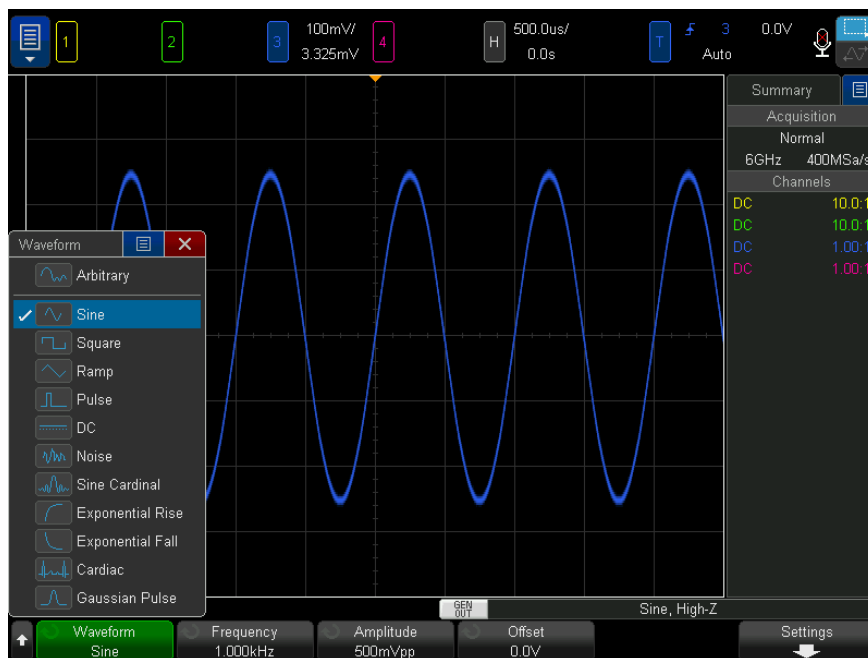 1
2
3
100mV/
3.325mV
4
H
500.0us/
0.0s
T
3
0.0V
Auto
Summary
Acquisition
Normal
6GHz 400MSa/s
Channels
DC 10.0:1
DC 10.0:1
DC 1.00:1
DC 1.00:1
Waveform
Arbitrary
Sine
Square
Ramp
Pulse
DC
Noise
Sine Cardinal
Exponential Rise
Exponential Fall
Cardiac
Gaussian Pulse
GEN
OUT
Sine, High-Z
Waveform
Sine
Frequency
1.000kHz
Amplitude
500mVpp
Offset
0.0V
Settings